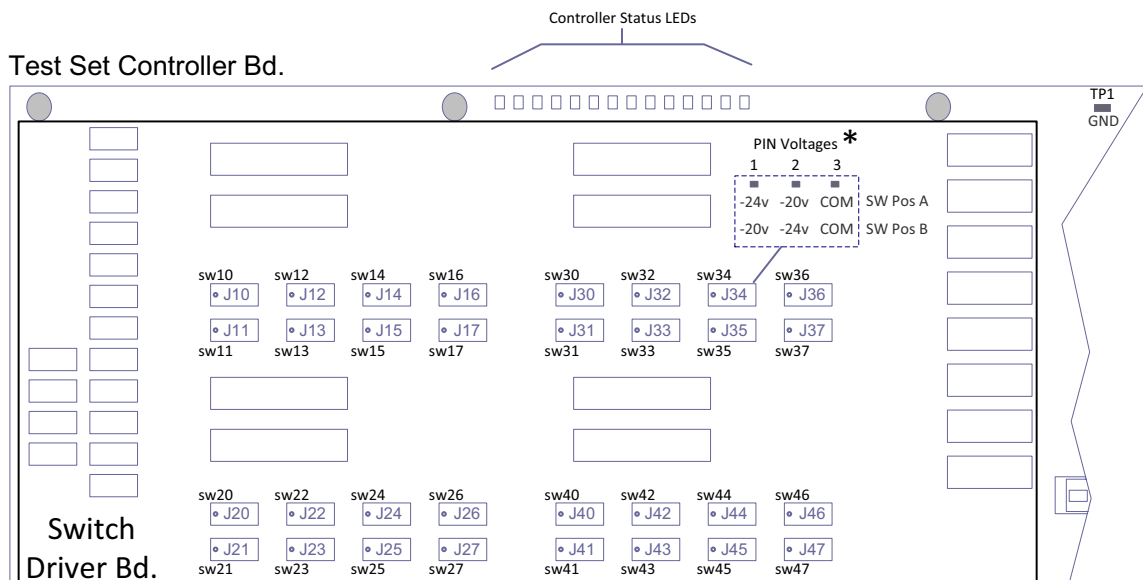 Controller Status LEDs
Test Set Controller Bd.
TP1
GND
PIN Voltages *
1 2 3
-24v -20v COM SW Pos A
-20v -24v COM SW Pos B
sw10 sw12 sw14 sw16 sw30 sw32 sw34 sw36
J10 J12 J14 J16 J30 J32 J34 J36
J11 J13 J15 J17 J31 J33 J35 J37
sw11 sw13 sw15 sw17 sw31 sw33 sw35 sw37
sw20 sw22 sw24 sw26 sw40 sw42 sw44 sw46
J20 J22 J24 J26 J40 J42 J44 J46
J21 J23 J25 J27 J41 J43 J45 J47
sw21 sw23 sw25 sw27 sw41 sw43 sw45 sw47
Switch
Driver Bd.